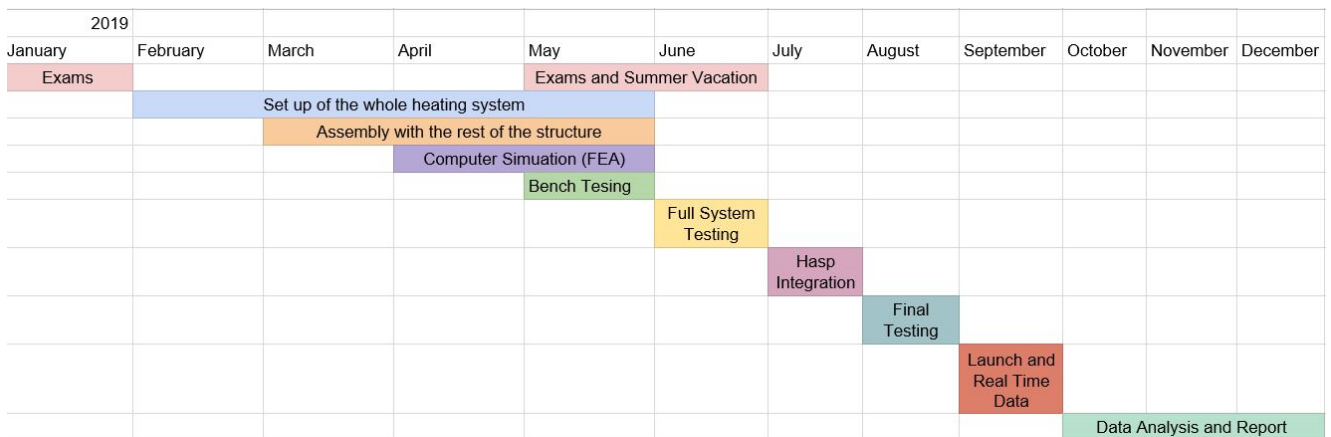 2019
January February March April May June July August September October November December
Exams Exams and Summer Vacation
Set up of the whole heating system
Assembly with the rest of the structure
Computer Simuation (FEA)
Bench Tesing
Full System
Testing
Hasp
Integration
Final
Testing
Launch and
Real Time
Data
Data Analysis and Report